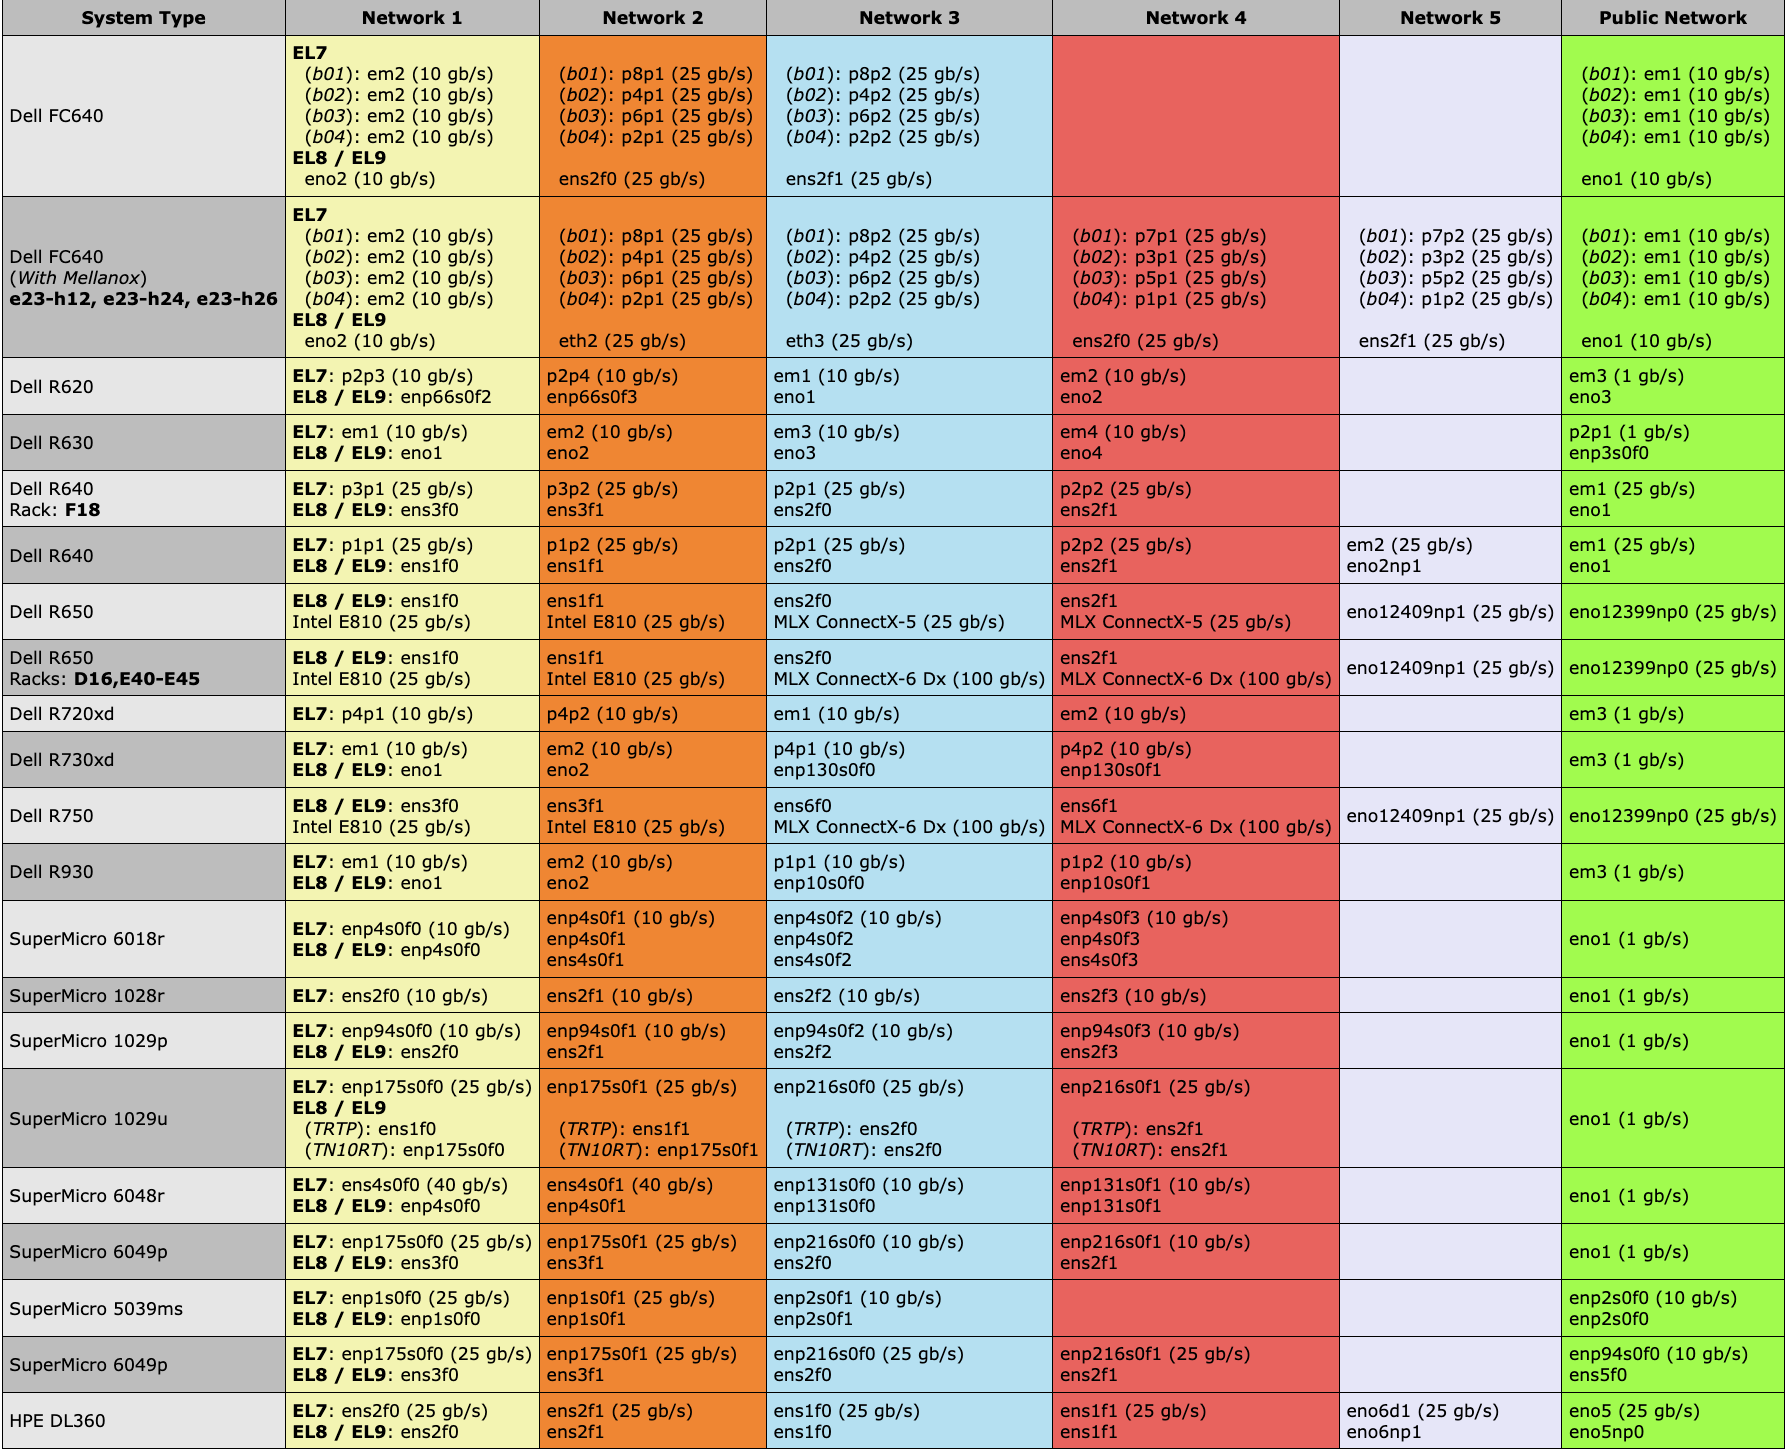 System Type
Network 1
Network 2
Network 3
Network 4
Network 5
Public Network
Dell FC640
EL7
(b01): em2 (10 gb/s)
(b02): em2 (10 gb/s)
(b03): em2 (10 gb/s)
(b04): em2 (10 gb/s)
EL8 / EL9
eno2 (10 gb/s)
(b01): p8p1 (25 gb/s)
(b02): p4p1 (25 gb/s)
(b03): p6p1 (25 gb/s)
(b04): p2p1 (25 gb/s)
ens2f0 (25 gb/s)
(b01): p8p2 (25 gb/s)
(b02): p4p2 (25 gb/s)
(b03): p6p2 (25 gb/s)
(b04): p2p2 (25 gb/s)
ens2f1 (25 gb/s)
(b01): em1 (10 gb/s)
(b02): em1 (10 gb/s)
(b03): em1 (10 gb/s)
(b04): em1 (10 gb/s)
eno1 (10 gb/s)
Dell FC640
(With Mellanox)
e23-h12, e23-h24, e23-h26
EL7
(b01): em2 (10 gb/s)
(b02): em2 (10 gb/s)
(b03): em2 (10 gb/s)
(b04): em2 (10 gb/s)
EL8 / EL9
eno2 (10 gb/s)
(b01): p8p1 (25 gb/s)
(b02): p4p1 (25 gb/s)
(b03): p6p1 (25 gb/s)
(b04): p2p1 (25 gb/s)
eth2 (25 gb/s)
(b01): p8p2 (25 gb/s)
(b02): p4p2 (25 gb/s)
(b03): p6p2 (25 gb/s)
(b04): p2p2 (25 gb/s)
eth3 (25 gb/s)
(b01): p7p1 (25 gb/s)
(b02): p3p1 (25 gb/s)
(b03): p5p1 (25 gb/s)
(b04): p1p1 (25 gb/s)
ens2f0 (25 gb/s)
(b01): p7p2 (25 gb/s)
(b02): p3p2 (25 gb/s)
(b03): p5p2 (25 gb/s)
(b04): p1p2 (25 gb/s)
ens2f1 (25 gb/s)
(b01): em1 (10 gb/s)
(b02): em1 (10 gb/s)
(b03): em1 (10 gb/s)
(b04): em1 (10 gb/s)
eno1 (10 gb/s)
Dell R620
EL7: p2p3 (10 gb/s)
EL8 / EL9: enp66s0f2
p2p4 (10 gb/s)
enp66s0f3
em1 (10 gb/s)
eno1
em2 (10 gb/s)
eno2
em3 (1 gb/s)
eno3
Dell R630
EL7: em1 (10 gb/s)
EL8 / EL9: eno1
em2 (10 gb/s)
eno2
em3 (10 gb/s)
eno3
em4 (10 gb/s)
eno4
p2p1 (1 gb/s)
enp3s0f0
Dell R640
Rack: F18
EL7: p3p1 (25 gb/s)
EL8 / EL9: ens3f0
p3p2 (25 gb/s)
ens3f1
p2p1 (25 gb/s)
ens2f0
p2p2 (25 gb/s)
ens2f1
em1 (25 gb/s)
eno1
Dell R640
EL7: p1p1 (25 gb/s)
EL8 / EL9: ens1f0
p1p2 (25 gb/s)
ens1f1
p2p1 (25 gb/s)
ens2f0
p2p2 (25 gb/s)
ens2f1
em2 (25 gb/s)
eno2np1
em1 (25 gb/s)
eno1
Dell R650
EL8 / EL9: ens1f0
Intel E810 (25 gb/s)
ens1f1
Intel E810 (25 gb/s)
ens2f0
MLX ConnectX-5 (25 gb/s)
ens2f1
MLX ConnectX-5 (25 gb/s)
eno12409np1 (25 gb/s)
eno12399np0 (25 gb/s)
Dell R650
Racks: D16,E40-E45
EL8 / EL9: ens1f0
Intel E810 (25 gb/s)
ens1f1
Intel E810 (25 gb/s)
ens2f0
MLX ConnectX-6 Dx (100 gb/s)
ens2f1
MLX ConnectX-6 Dx (100 gb/s)
eno12409np1 (25 gb/s)
eno12399np0 (25 gb/s)
Dell R720xd
EL7: p4p1 (10 gb/s)
p4p2 (10 gb/s)
em1 (10 gb/s)
em2 (10 gb/s)
em3 (1 gb/s)
Dell R730xd
EL7: em1 (10 gb/s)
EL8 / EL9: eno1
em2 (10 gb/s)
eno2
p4p1 (10 gb/s)
enp130s0f0
p4p2 (10 gb/s)
enp130s0f1
em3 (1 gb/s)
Dell R750
EL8 / EL9: ens3f0
Intel E810 (25 gb/s)
ens3f1
Intel E810 (25 gb/s)
ens6f0
MLX ConnectX-6 Dx (100 gb/s)
ens6f1
MLX ConnectX-6 Dx (100 gb/s)
eno12409np1 (25 gb/s)
eno12399np0 (25 gb/s)
Dell R930
EL7: em1 (10 gb/s)
EL8 / EL9: eno1
em2 (10 gb/s)
eno2
p1p1 (10 gb/s)
enp10s0f0
p1p2 (10 gb/s)
enp10s0f1
em3 (1 gb/s)
SuperMicro 6018r
EL7: enp4s0f0 (10 gb/s)
EL8 / EL9: enp4s0f0
enp4s0f1 (10 gb/s)
enp4s0f1
ens4s0f1
enp4s0f2 (10 gb/s)
enp4s0f2
ens4s0f2
enp4s0f3 (10 gb/s)
enp4s0f3
ens4s0f3
eno1 (1 gb/s)
SuperMicro 1028r
EL7: ens2f0 (10 gb/s)
ens2f1 (10 gb/s)
ens2f2 (10 gb/s)
ens2f3 (10 gb/s)
eno1 (1 gb/s)
SuperMicro 1029p
EL7: enp94s0f0 (10 gb/s)
EL8 / EL9: ens2f0
enp94s0f1 (10 gb/s)
ens2f1
enp94s0f2 (10 gb/s)
ens2f2
enp94s0f3 (10 gb/s)
ens2f3
eno1 (1 gb/s)
SuperMicro 1029u
EL7: enp175s0f0 (25 gb/s)
EL8 / EL9
(TRTP): ens1f0
(TN10RT): enp175s0f0
enp175s0f1 (25 gb/s)
(TRTP): ens1f1
(TN10RT): enp175s0f1
enp216s0f0 (25 gb/s)
(TRTP): ens2f0
(TN10RT): ens2f0
enp216s0f1 (25 gb/s)
(TRTP): ens2f1
(TN10RT): ens2f1
eno1 (1 gb/s)
SuperMicro 6048r
EL7: ens4s0f0 (40 gb/s)
EL8 / EL9: enp4s0f0
ens4s0f1 (40 gb/s)
enp4s0f1
enp131s0f0 (10 gb/s)
enp131s0f0
enp131s0f1 (10 gb/s)
enp131s0f1
eno1 (1 gb/s)
SuperMicro 6049p
EL7: enp175s0f0 (25 gb/s)
EL8 / EL9: ens3f0
enp175s0f1 (25 gb/s)
ens3f1
enp216s0f0 (10 gb/s)
ens2f0
enp216s0f1 (10 gb/s)
ens2f1
eno1 (1 gb/s)
SuperMicro 5039ms
EL7: enp1s0f0 (25 gb/s)
EL8 / EL9: enp1s0f0
enp1s0f1 (25 gb/s)
enp1s0f1
enp2s0f1 (10 gb/s)
enp2s0f1
enp2s0f0 (10 gb/s)
enp2s0f0
SuperMicro 6049p
EL7: enp175s0f0 (25 gb/s)
EL8 / EL9: ens3f0
enp175s0f1 (25 gb/s)
ens3f1
enp216s0f0 (25 gb/s)
ens2f0
enp216s0f1 (25 gb/s)
ens2f1
enp94s0f0 (10 gb/s)
ens5f0
HPE DL360
EL7: ens2f0 (25 gb/s)
EL8 / EL9: ens2f0
ens2f1 (25 gb/s)
ens2f1
ens1f0 (25 gb/s)
ens1f0
ens1f1 (25 gb/s)
ens1f1
eno6d1 (25 gb/s)
eno6np1
eno5 (25 gb/s)
eno5np0